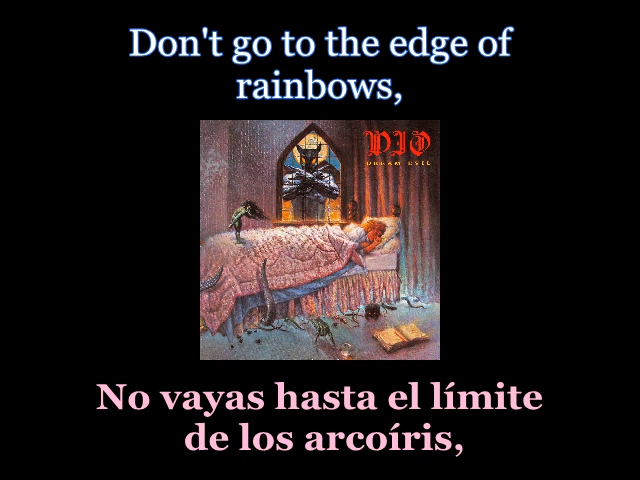 Don't go to the edge of
rainbows,
DIO
DREAM EVIL
No vayas hasta el límite
de los arcoíris,